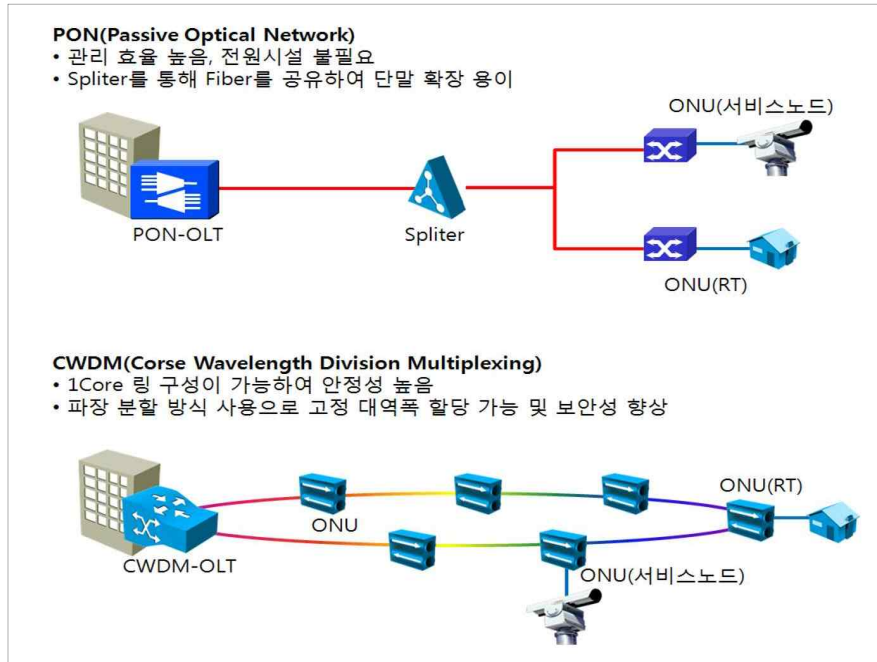 PON(Passive Optical Network)
• 관리 효율 높음, 전원시설 불필요
• Spliter를 통해 Fiber를 공유하여 단말 확장 용이
ONU(서비스노드)
PON-OLT
Spliter
ONU(RT)
CWDM(Corse Wavelength Division Multiplexing)
• 1Core 링 구성이 가능하여 안정성 높음
• 파장 분할 방식 사용으로 고정 대역폭 할당 가능 및 보안성 향상
ONU(RT)
ONU
CWDM-OLT
ONU(서비스노드)